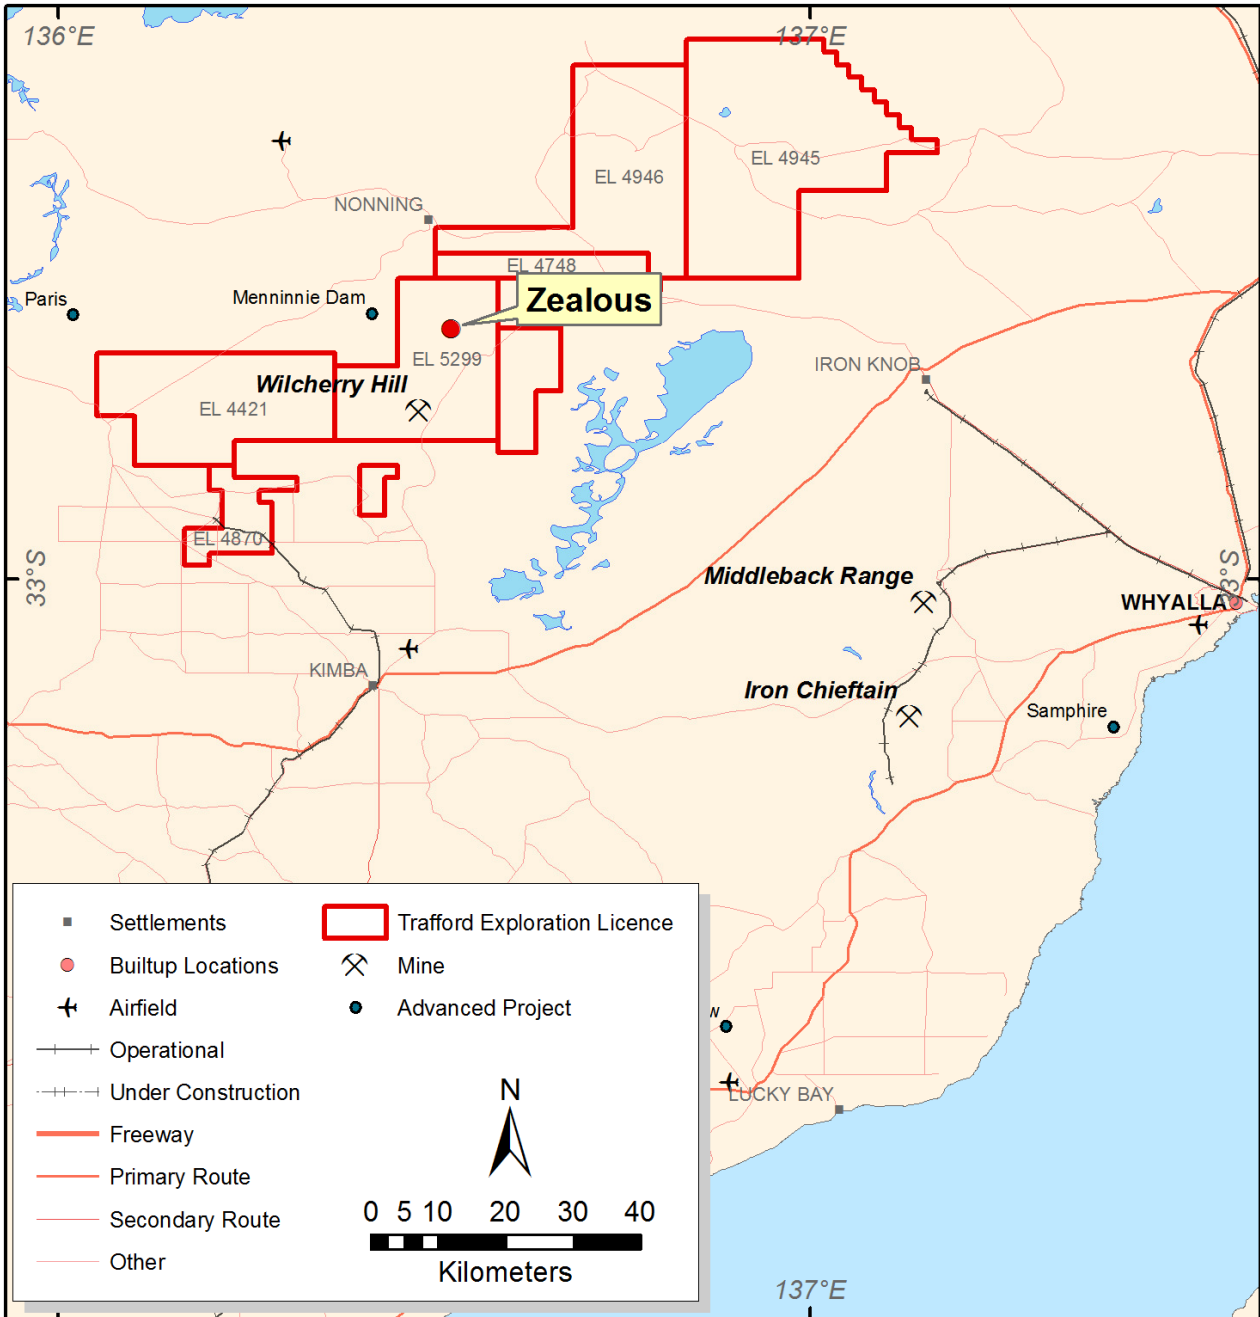 136°E
137°E
EL 4945
EL 4946
NONNING
EL 4748
Zealous
Paris
Menninnie Dam
EL 5299
IRON KNOB
Wilcherry Hill
EL 4421
EL 4870
33°S
33°S
Middleback Range
WHYALLA
KIMBA
Iron Chieftain
Samphire
Settlements
Trafford Exploration Licence
Builtup Locations
Mine
Airfield
Advanced Project
Operational
Under Construction
Freeway
Primary Route
Secondary Route
Other
N
0 5 10 20 30 40
Kilometers
LUCKY BAY
137°E